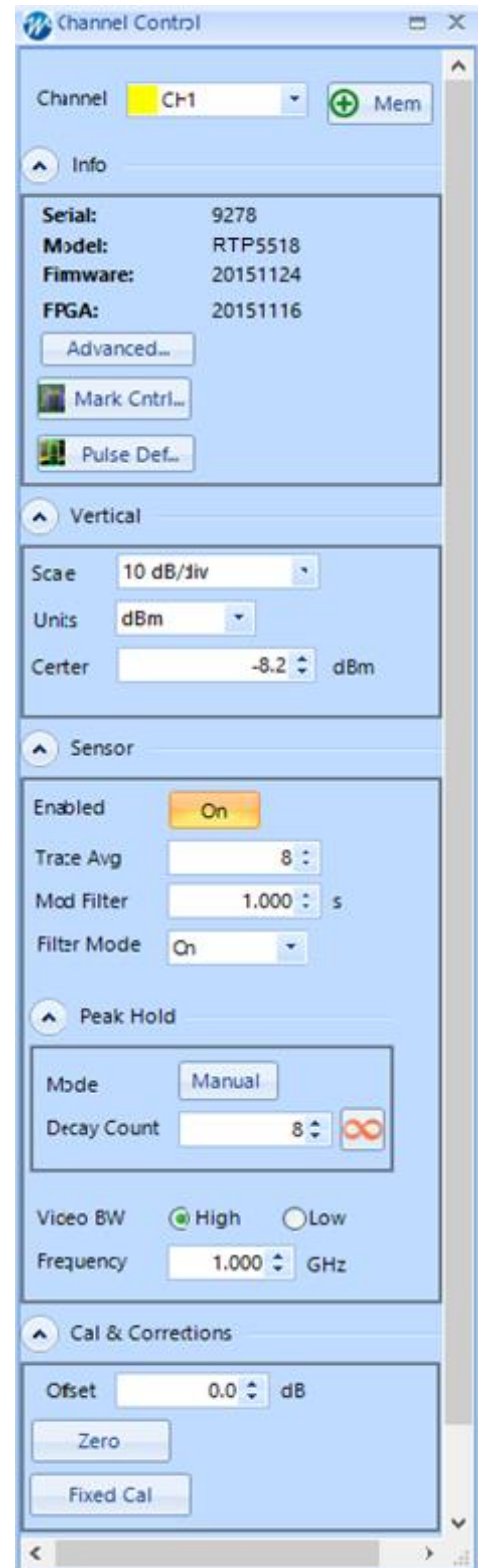 Channel Control
Channel CH1 Mem
Info
Serial: 9278
Model: RTP5518
Firmware: 20151124
FPGA: 20151116
Advanced...
Mark Cntrl...
Pulse Def...
Vertical
Scale 10 dB/div
Units dBm
Center -8.2 dBm
Sensor
Enabled On
Trace Avg 8
Mod Filter 1.000 s
Filter Mode On
Peak Hold
Mode Manual
Decay Count 8 ∞
Video BW High Low
Frequency 1.000 GHz
Cal & Corrections
Offset 0.0 dB
Zero
Fixed Cal